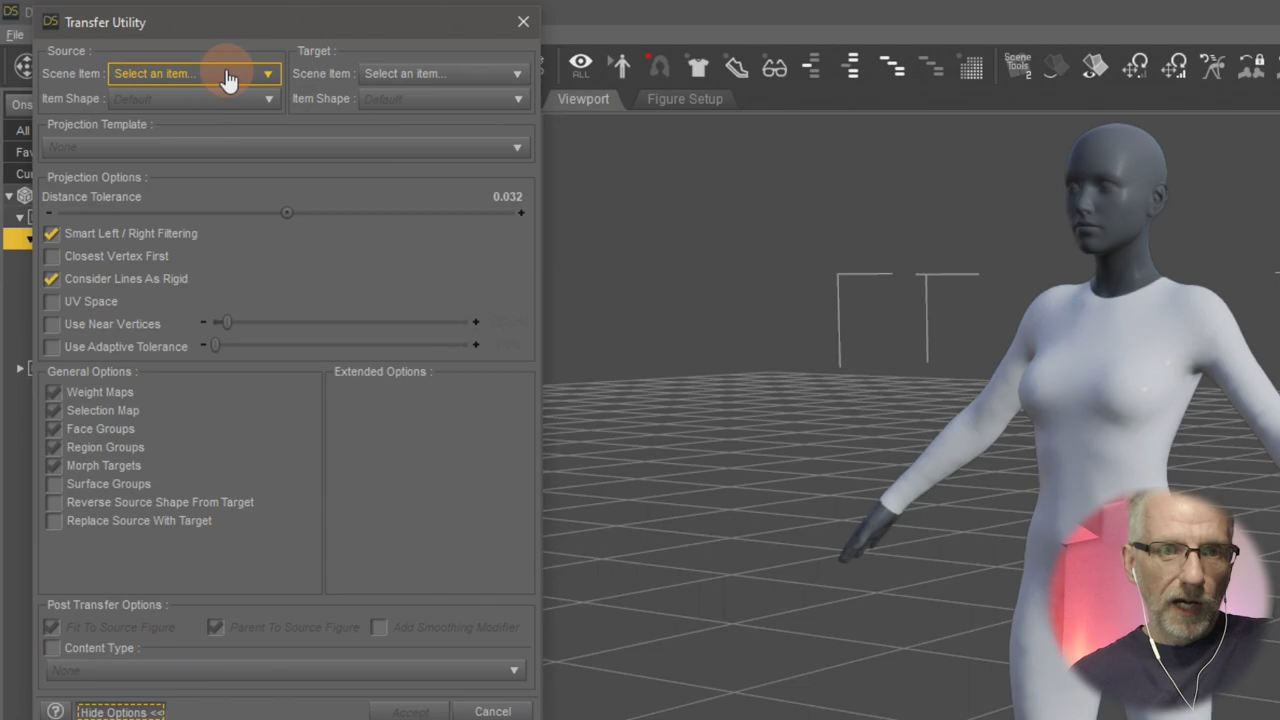 DS
DS Transfer Utility
File
Source :
Target :
Scene Item : Select an item...
Scene Item : Select an item...
Item Shape : Default
Item Shape : Default
Projection Template :
None
Projection Options :
Distance Tolerance 0.032
Smart Left / Right Filtering
Closest Vertex First
Consider Lines As Rigid
UV Space
Use Near Vertices
Use Adaptive Tolerance
General Options :
Extended Options :
Weight Maps
Selection Map
Face Groups
Region Groups
Morph Targets
Surface Groups
Reverse Source Shape From Target
Replace Source With Target
Post Transfer Options :
Fit To Source Figure
Parent To Source Figure
Add Smoothing Modifier
Content Type :
None
? Hide Options <<
Accept
Cancel
ALL
Scene Tools 2
Viewport
Figure Setup
Ons
All
Fav
Cur